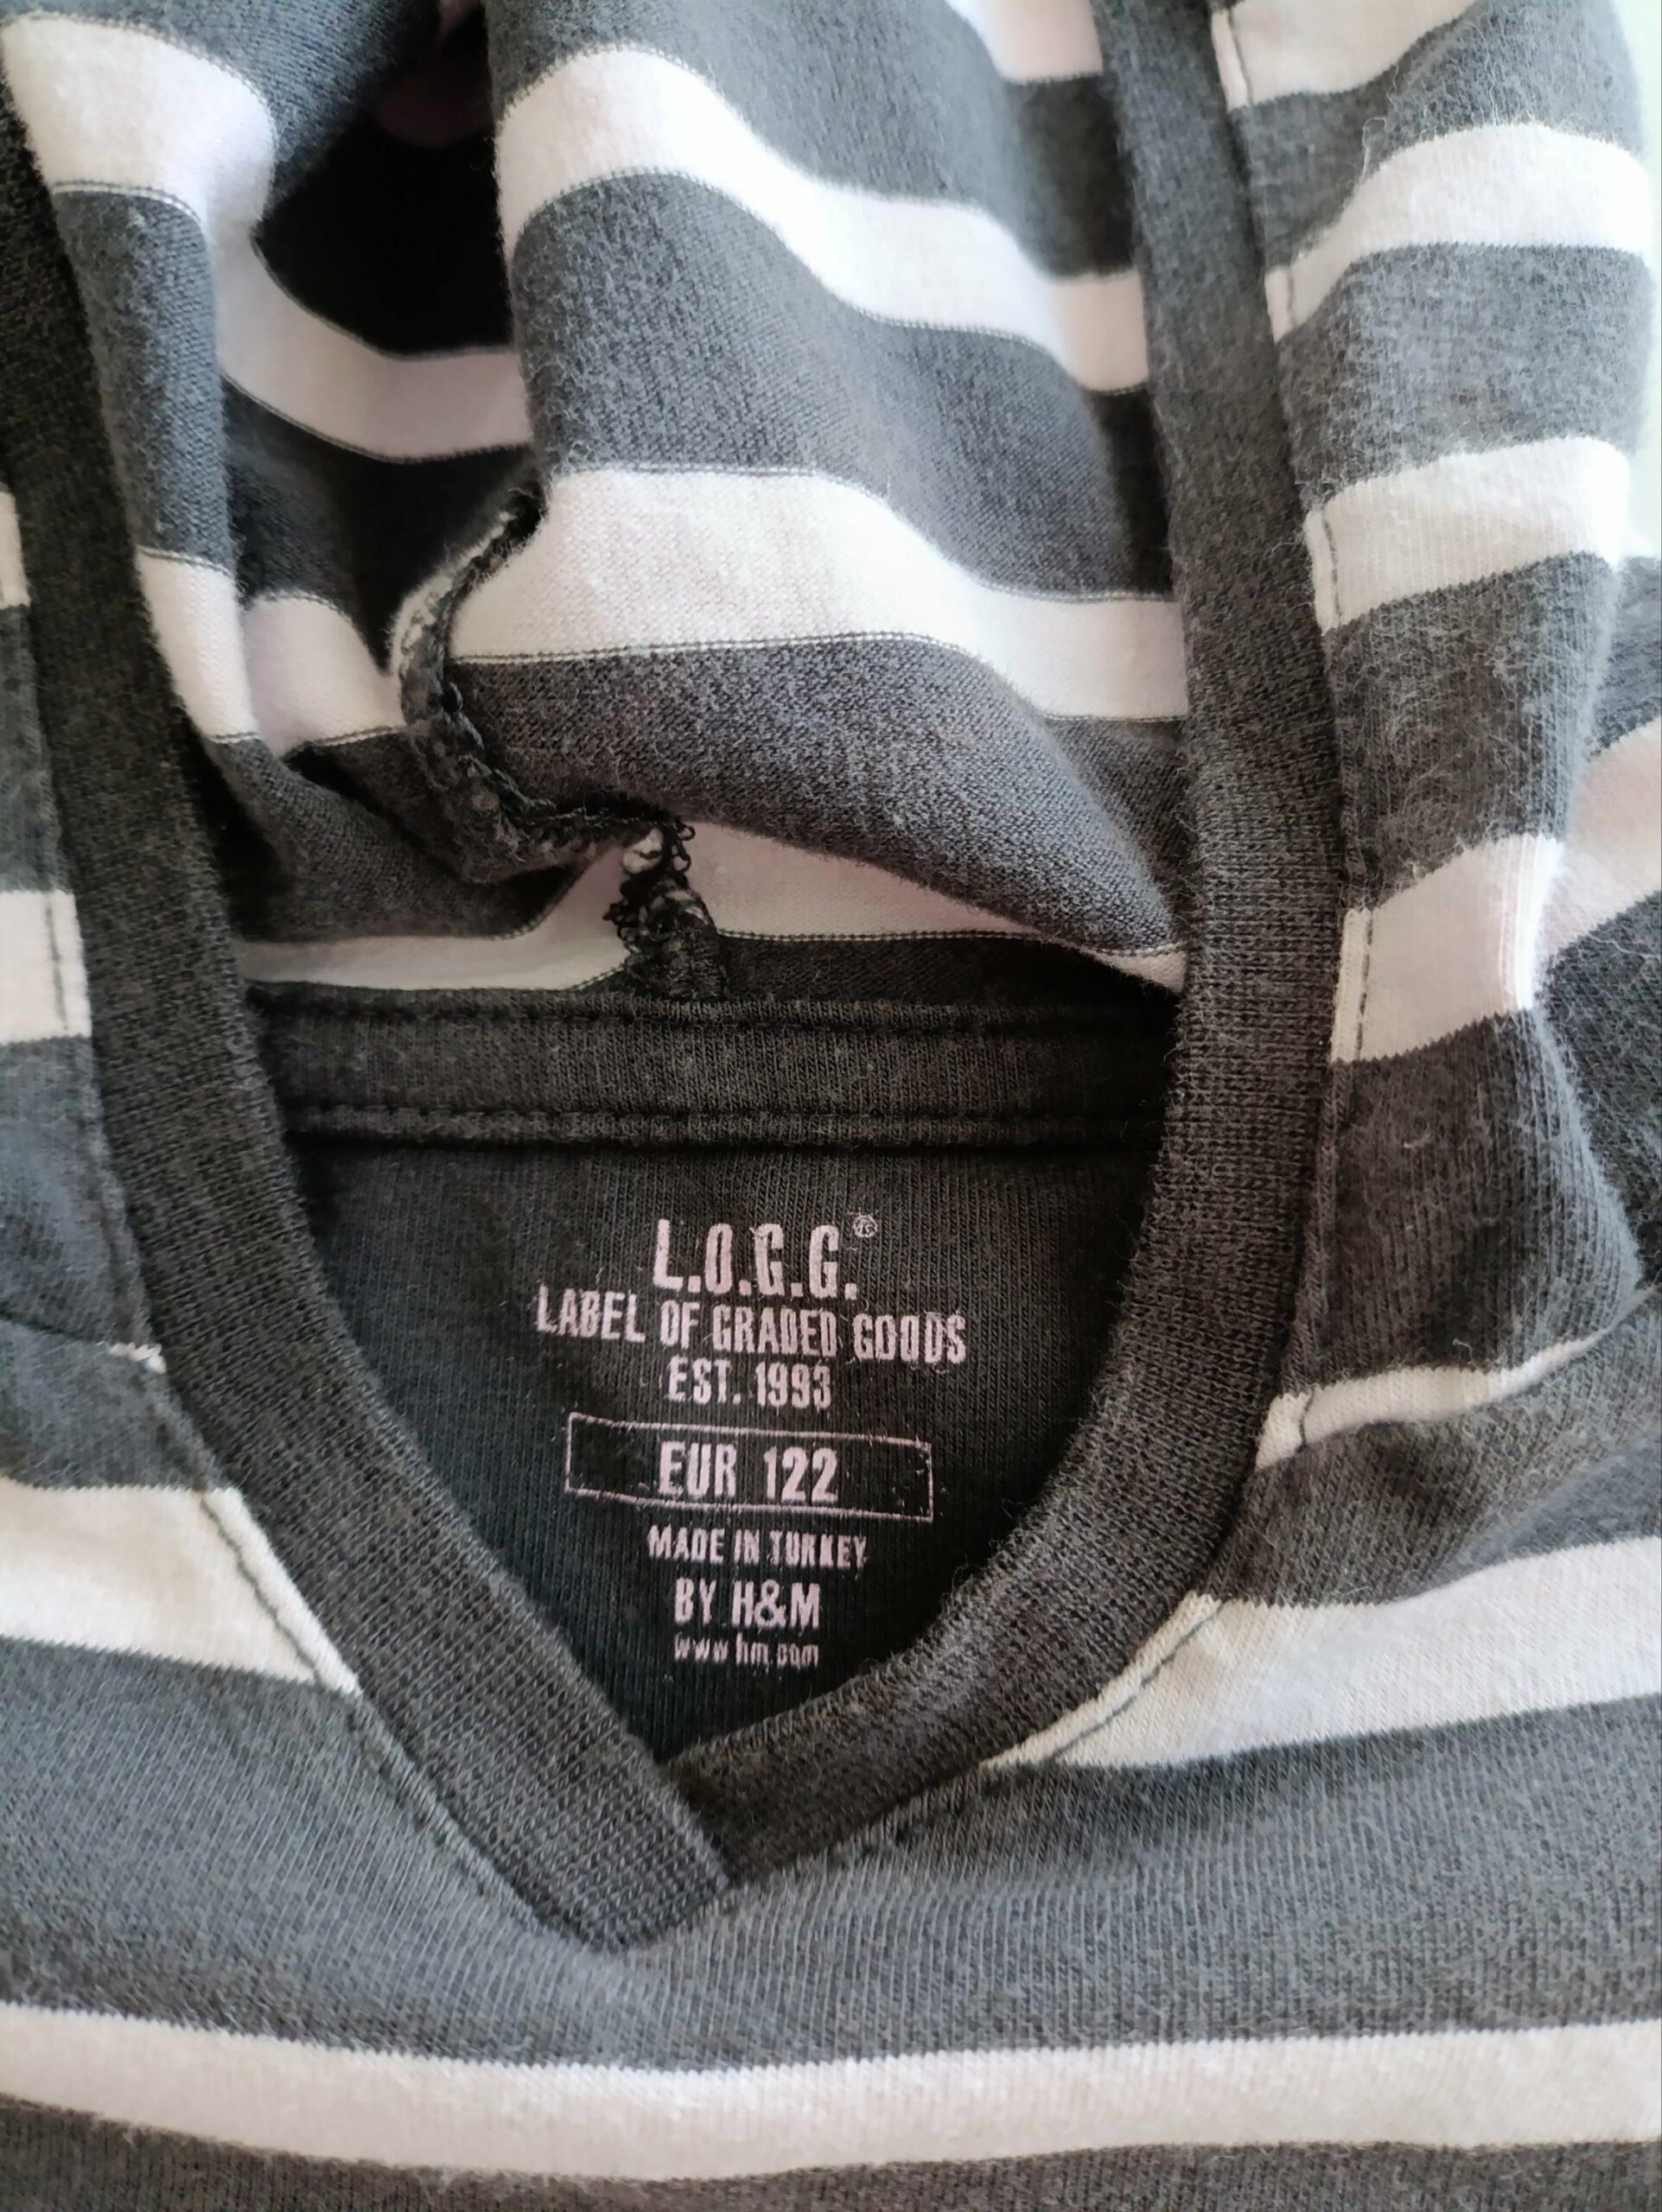 L.O.G.G.®
LABEL OF GRADED GOODS
EST. 1993
EUR 122
MADE IN TURKEY
BY H&M
www.hm.com